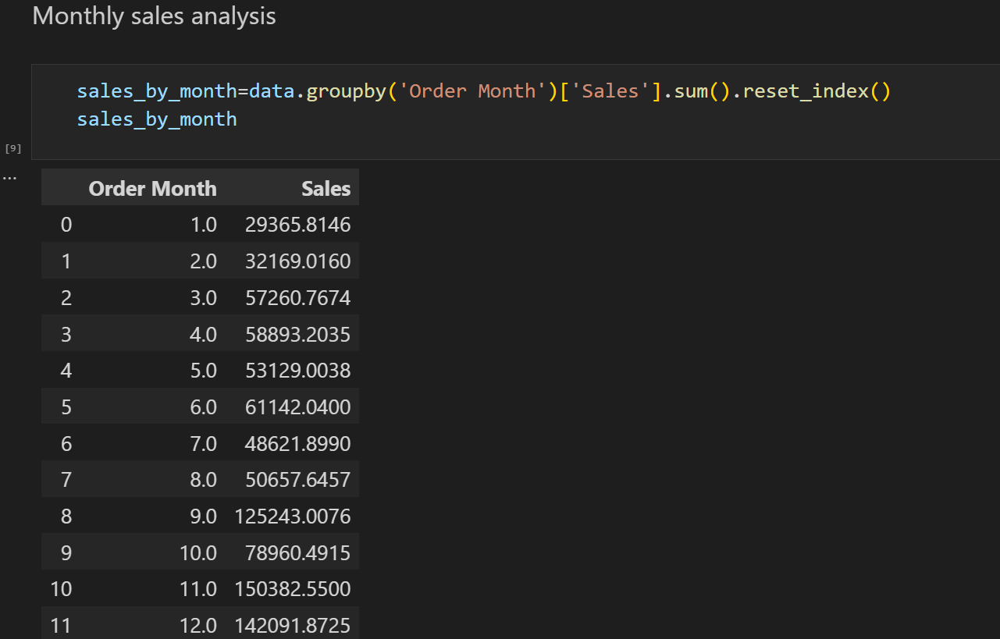 Monthly sales analysis
sales_by_month=data.groupby('Order Month')['Sales'].sum().reset_index()
sales_by_month
[9]
...
Order Month Sales
0 1.0 29365.8146
1 2.0 32169.0160
2 3.0 57260.7674
3 4.0 58893.2035
4 5.0 53129.0038
5 6.0 61142.0400
6 7.0 48621.8990
7 8.0 50657.6457
8 9.0 125243.0076
9 10.0 78960.4915
10 11.0 150382.5500
11 12.0 142091.8725